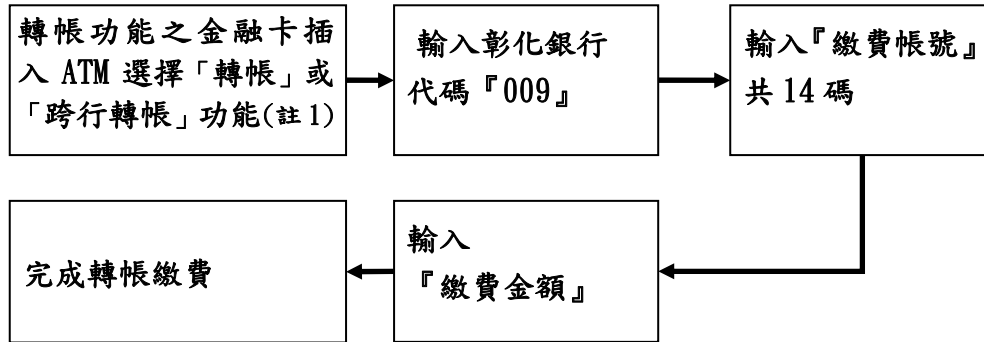 轉帳功能之金融卡插
入 ATM 選擇「轉帳」或
「跨行轉帳」功能(註1)
輸入彰化銀行
代碼『009』
輸入『繳費帳號』
共 14 碼
輸入
『繳費金額』
完成轉帳繳費